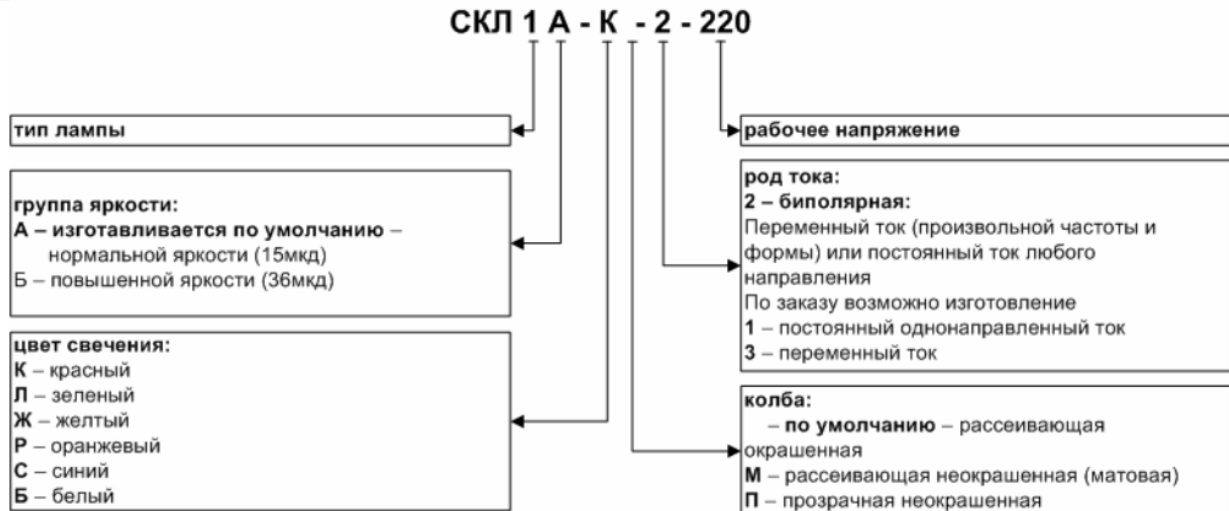 СКЛ 1 А - К - 2 - 220
тип лампы
группа яркости:
А – изготавливается по умолчанию –
нормальной яркости (15мкд)
Б – повышенной яркости (36мкд)
цвет свечения:
К – красный
Л – зеленый
Ж – желтый
Р – оранжевый
С – синий
Б – белый
рабочее напряжение
род тока:
2 – биполярная:
Переменный ток (произвольной частоты и
формы) или постоянный ток любого
направления
По заказу возможно изготовление
1 – постоянный однонаправленный ток
3 – переменный ток
колба:
– по умолчанию – рассеивающая
окрашенная
М – рассеивающая неокрашенная (матовая)
П – прозрачная неокрашенная